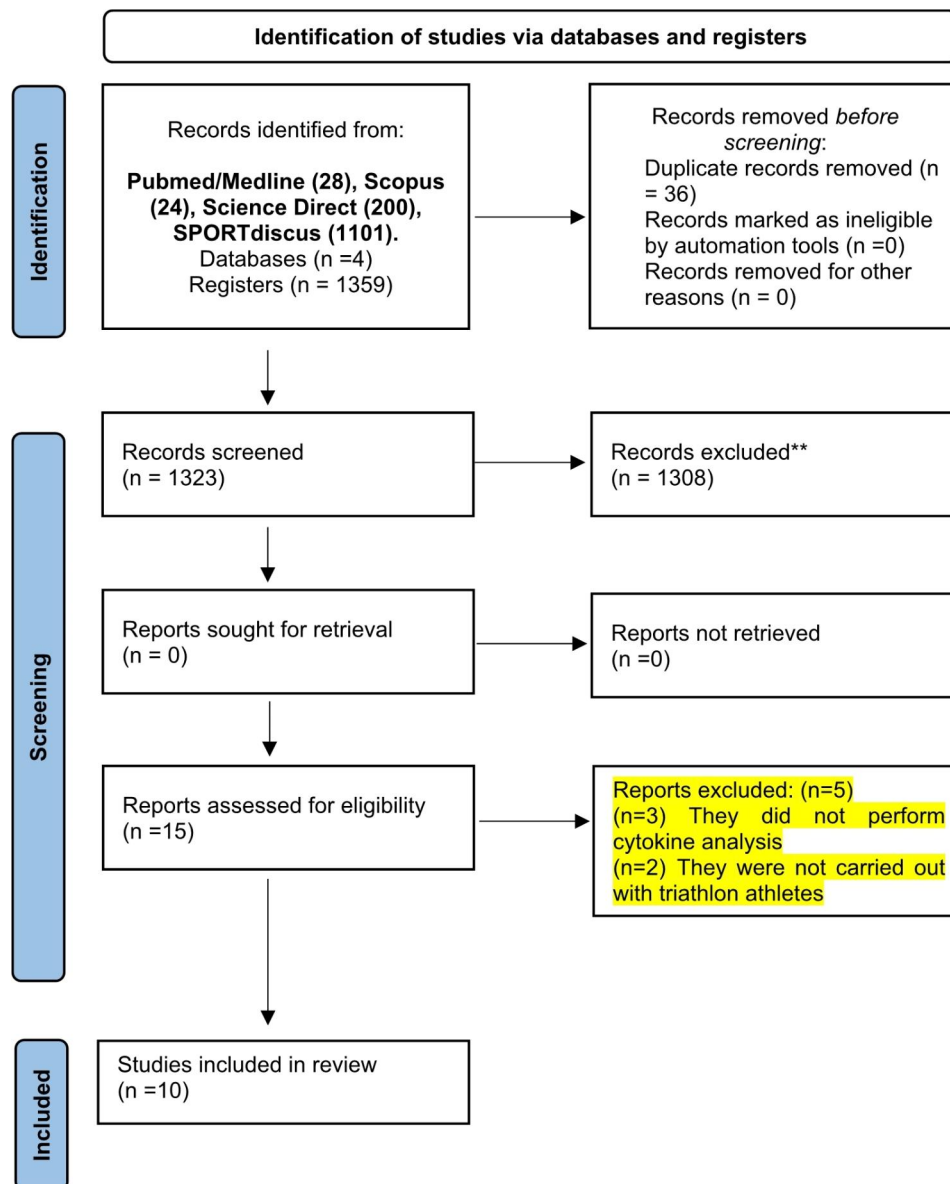 Identification of studies via databases and registers
Identification
Records identified from:
Pubmed/Medline (28), Scopus
(24), Science Direct (200),
SPORTdiscus (1101).
Databases (n =4)
Registers (n = 1359)
Records removed before
screening:
Duplicate records removed (n
= 36)
Records marked as ineligible
by automation tools (n =0)
Records removed for other
reasons (n = 0)
Screening
Records screened
(n = 1323)
Records excluded**
(n = 1308)
Reports sought for retrieval
(n = 0)
Reports not retrieved
(n =0)
Reports assessed for eligibility
(n =15)
Reports excluded: (n=5)
(n=3) They did not perform
cytokine analysis
(n=2) They were not carried out
with triathlon athletes
Included
Studies included in review
(n =10)